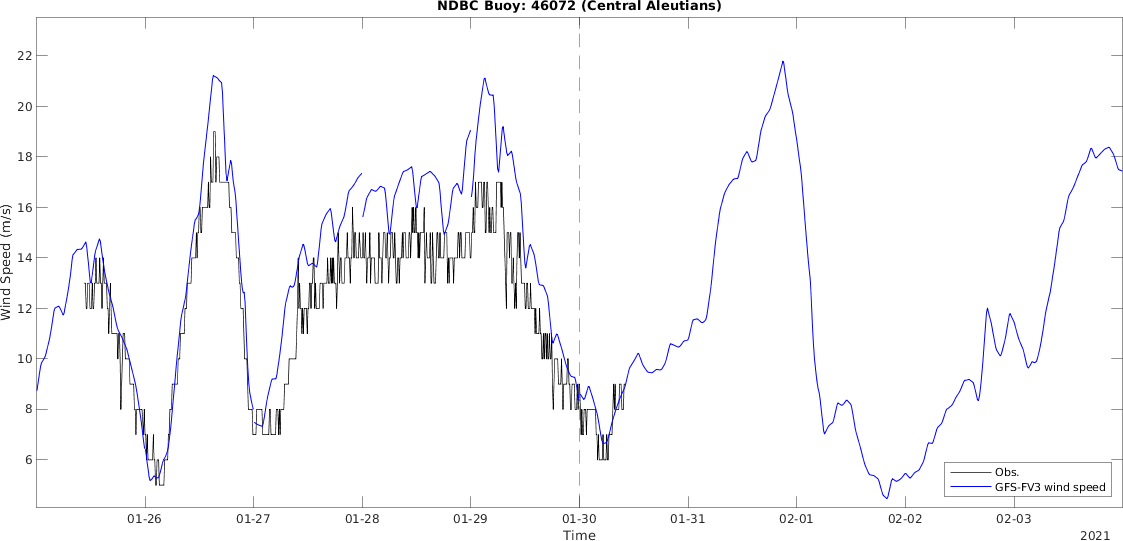 NDBC Buoy: 46072 (Central Aleutians)
Wind Speed (m/s)
22
20
18
16
14
12
10
8
6
Obs.
GFS-FV3 wind speed
01-26 01-27 01-28 01-29 01-30 01-31 02-01 02-02 02-03
Time
2021